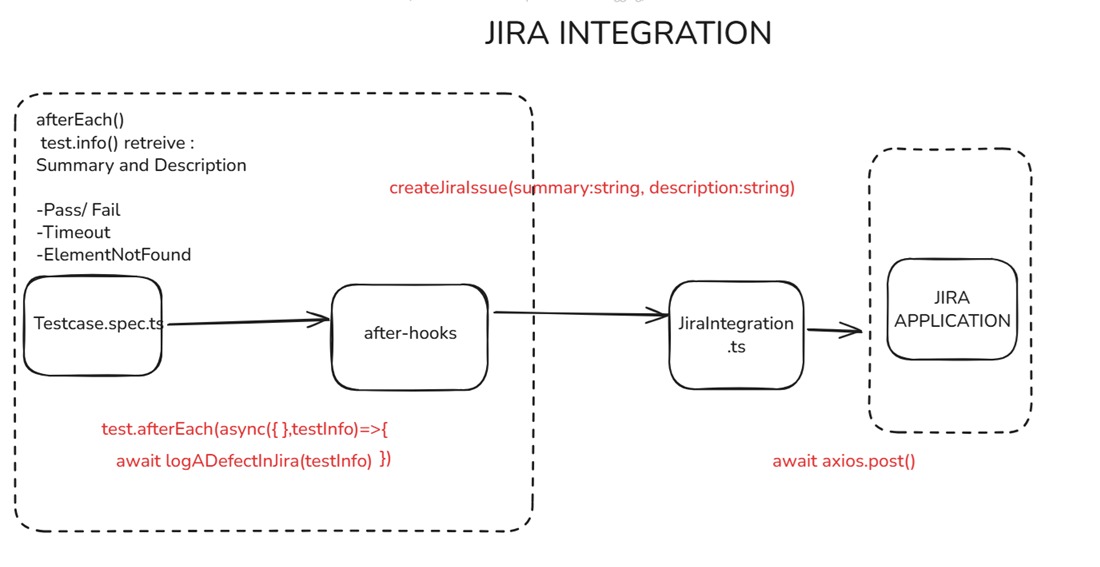 JIRA INTEGRATION
afterEach()
test.info() retreive :
Summary and Description
-Pass/ Fail
-Timeout
-ElementNotFound
createJiraIssue(summary:string, description:string)
Testcase.spec.ts
after-hooks
JiraIntegration
.ts
JIRA
APPLICATION
test.afterEach(async({ },testInfo)=>{
await logADefectInJira(testInfo) })
await axios.post()